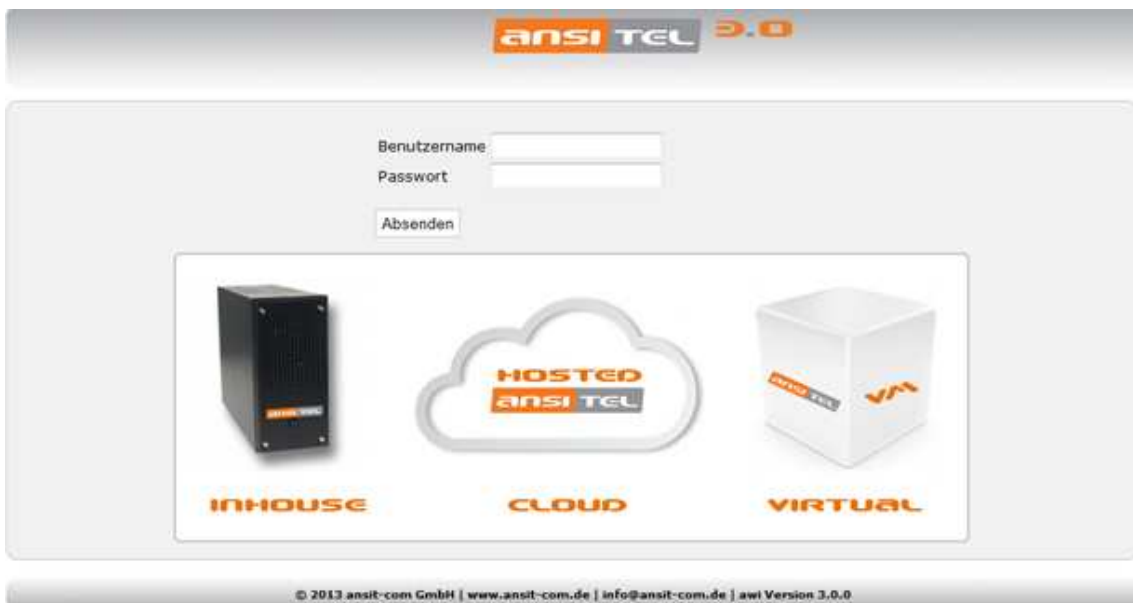 ansi TEL 3.0
Benutzername
Passwort
Absenden
HOSTED
ansi TEL
ansi TEL
VM
ansi TEL
INHOUSE
CLOUD
VIRTUAL
© 2013 ansit-com GmbH | www.ansit-com.de | info@ansit-com.de | awi Version 3.0.0